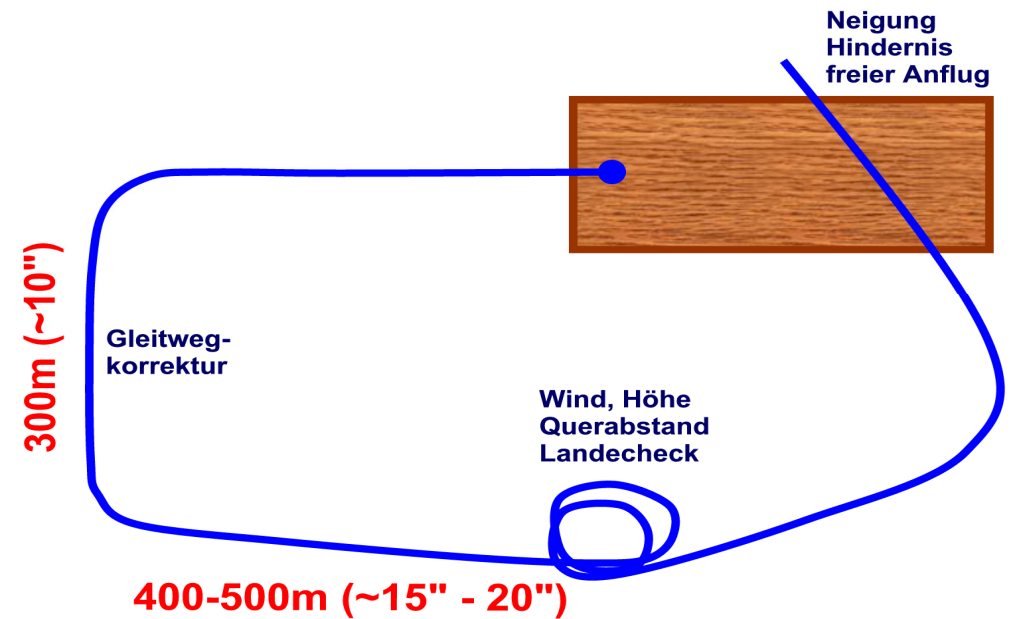 Neigung
Hindernis
freier Anflug
300m (~10")
Gleitweg-
korrektur
Wind, Höhe
Querabstand
Landecheck
400-500m (~15" - 20")